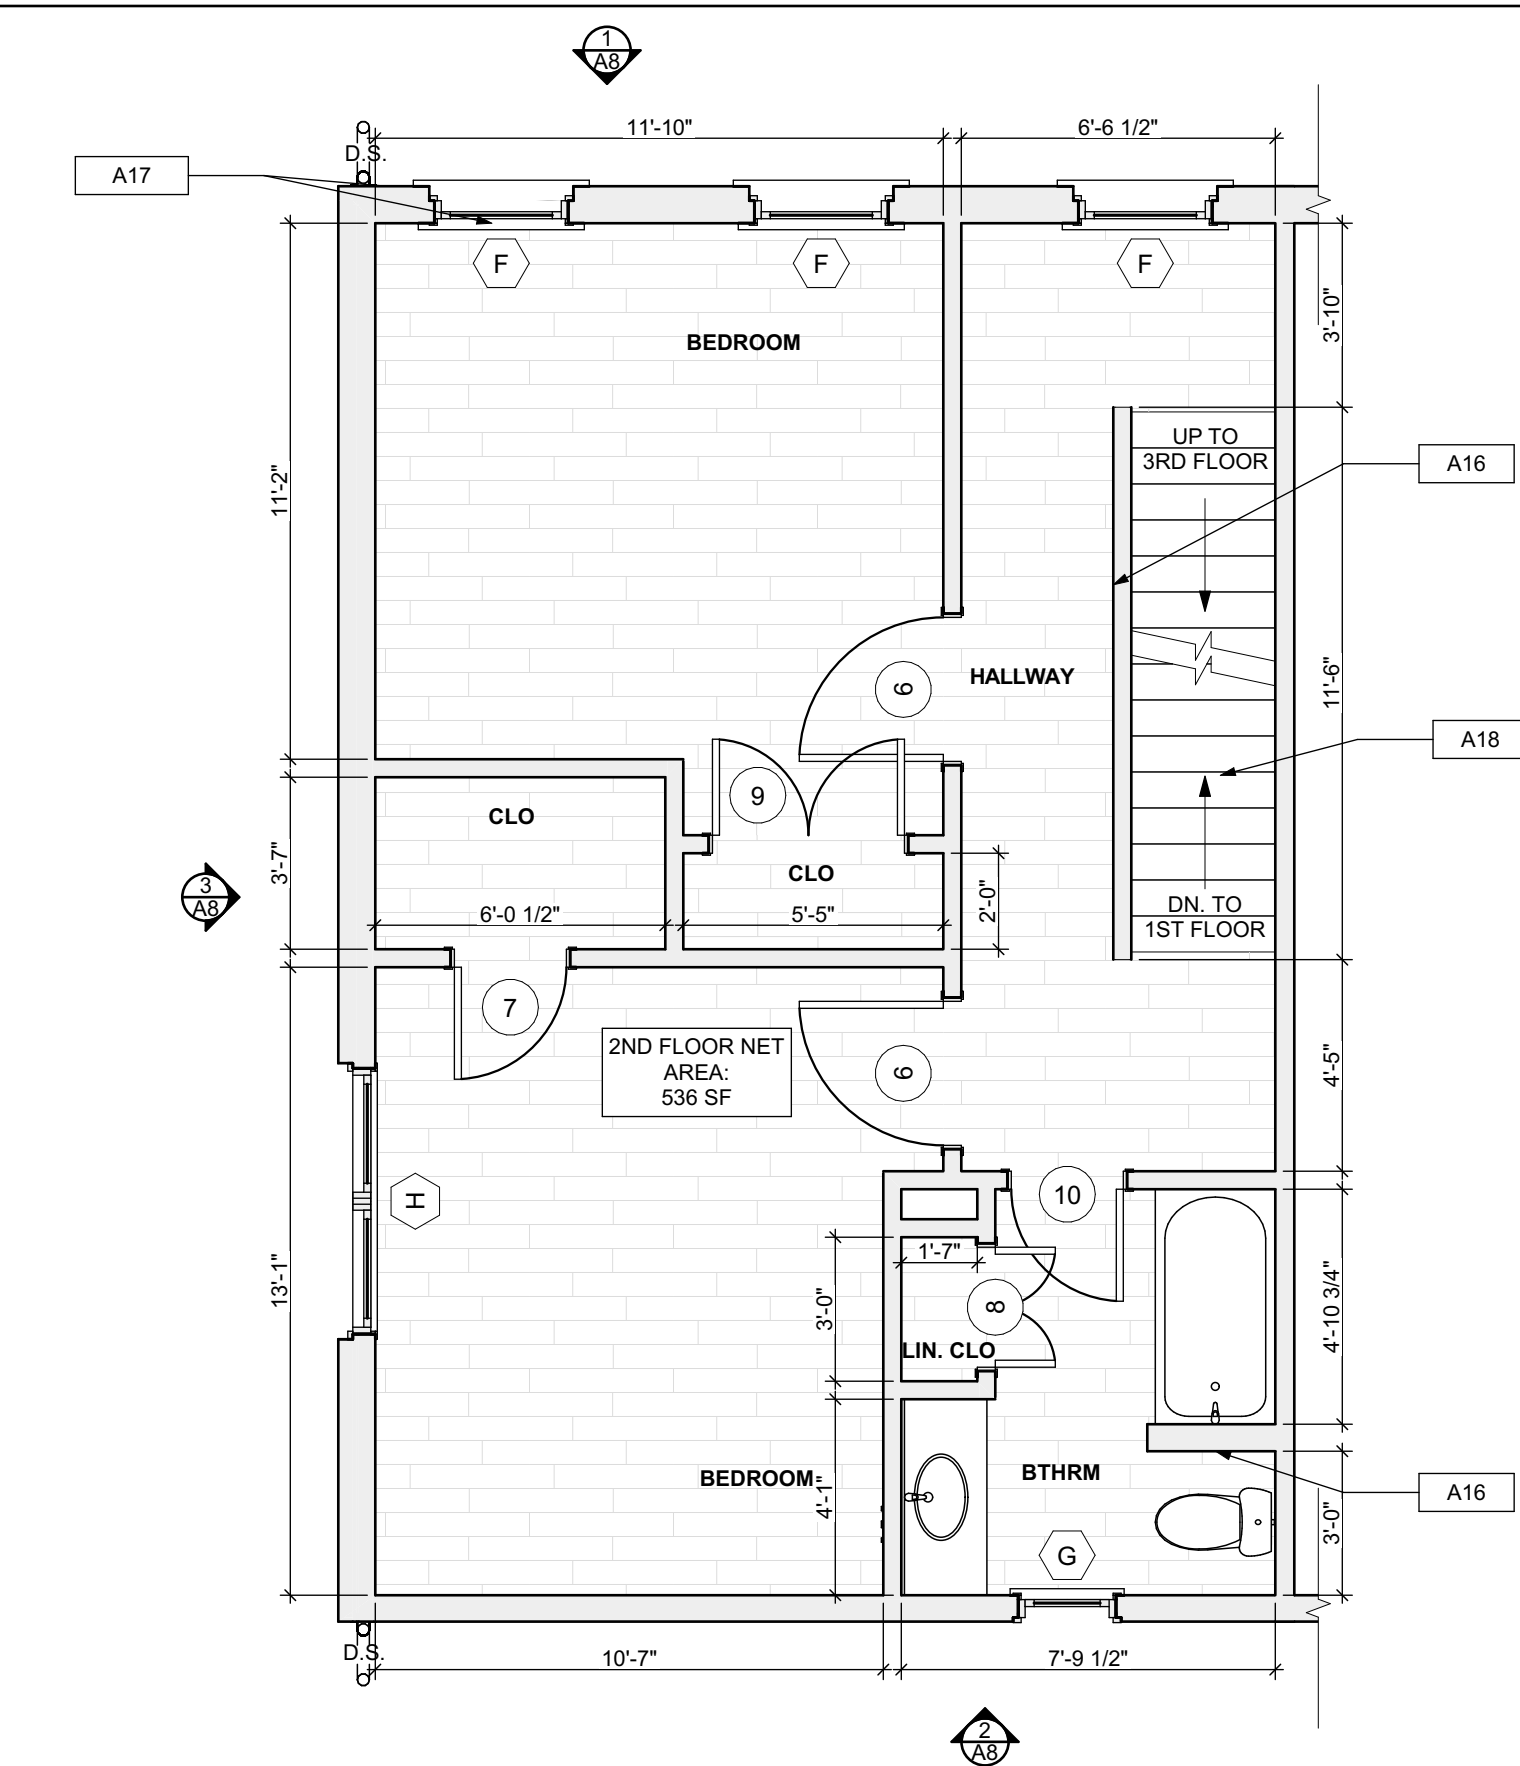 1
A8
11'-10"
6'-6 1/2"
D.S.
A17
F
F
F
BEDROOM
3'-10"
11'-2"
UP TO
3RD FLOOR
A16
6
HALLWAY
11'-6"
A18
9
CLO
3'-7"
CLO
3
A8
6'-0 1/2"
5'-5"
2'-0"
DN. TO
1ST FLOOR
7
2ND FLOOR NET
AREA:
536 SF
6
4'-5"
H
10
13'-1"
1'-7"
3'-0"
8
4'-10 3/4"
LIN. CLO
BEDROOM
4'-1"
BTHRM
A16
3'-0"
G
D.S.
10'-7"
7'-9 1/2"
2
A8